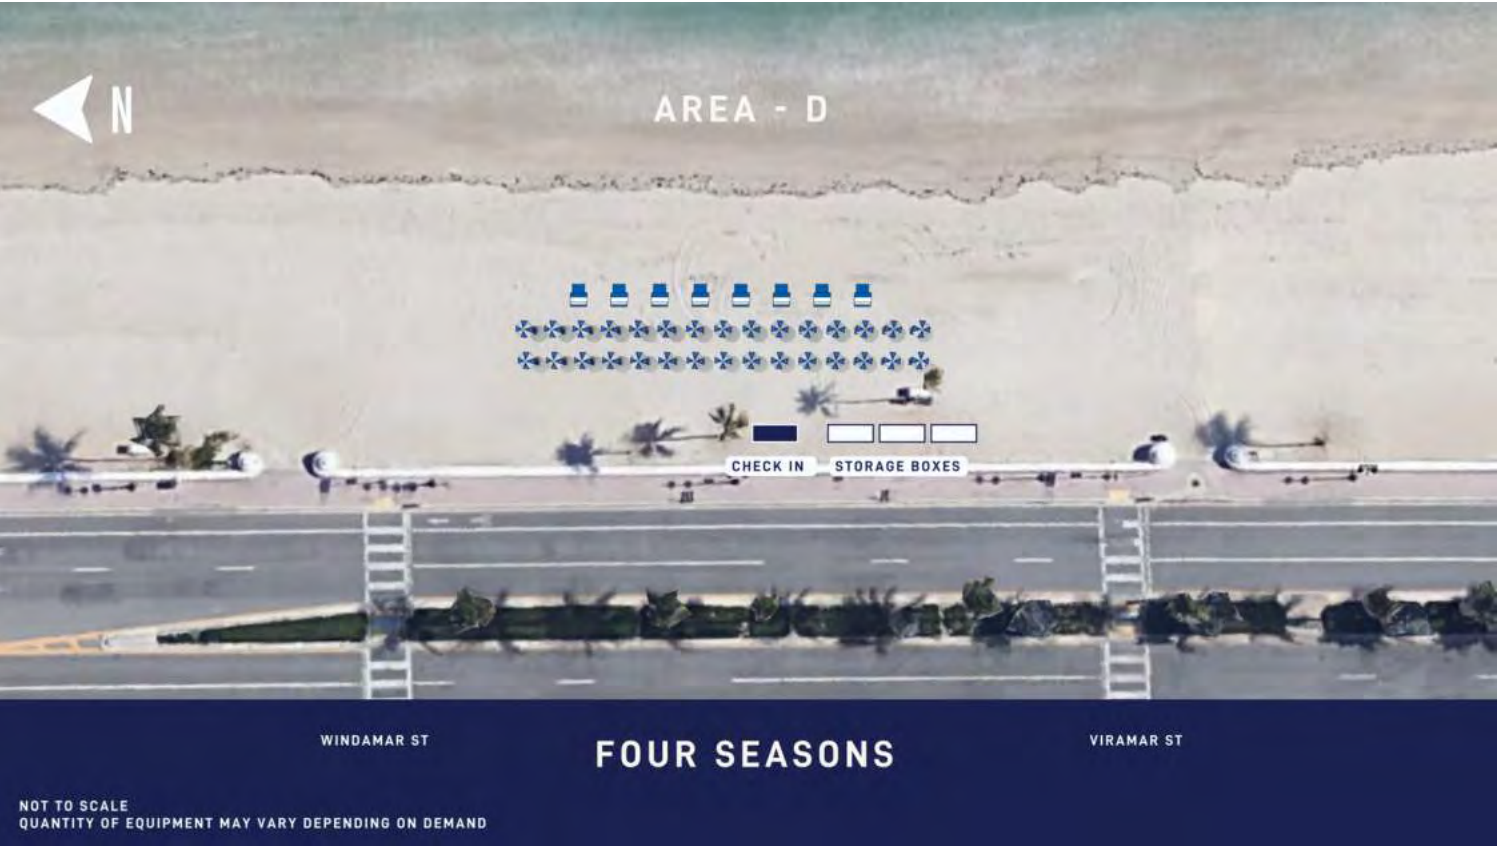 N
AREA - D
CHECK IN
STORAGE BOXES
WINDAMAR ST
FOUR SEASONS
VIRAMAR ST
NOT TO SCALE
QUANTITY OF EQUIPMENT MAY VARY DEPENDING ON DEMAND